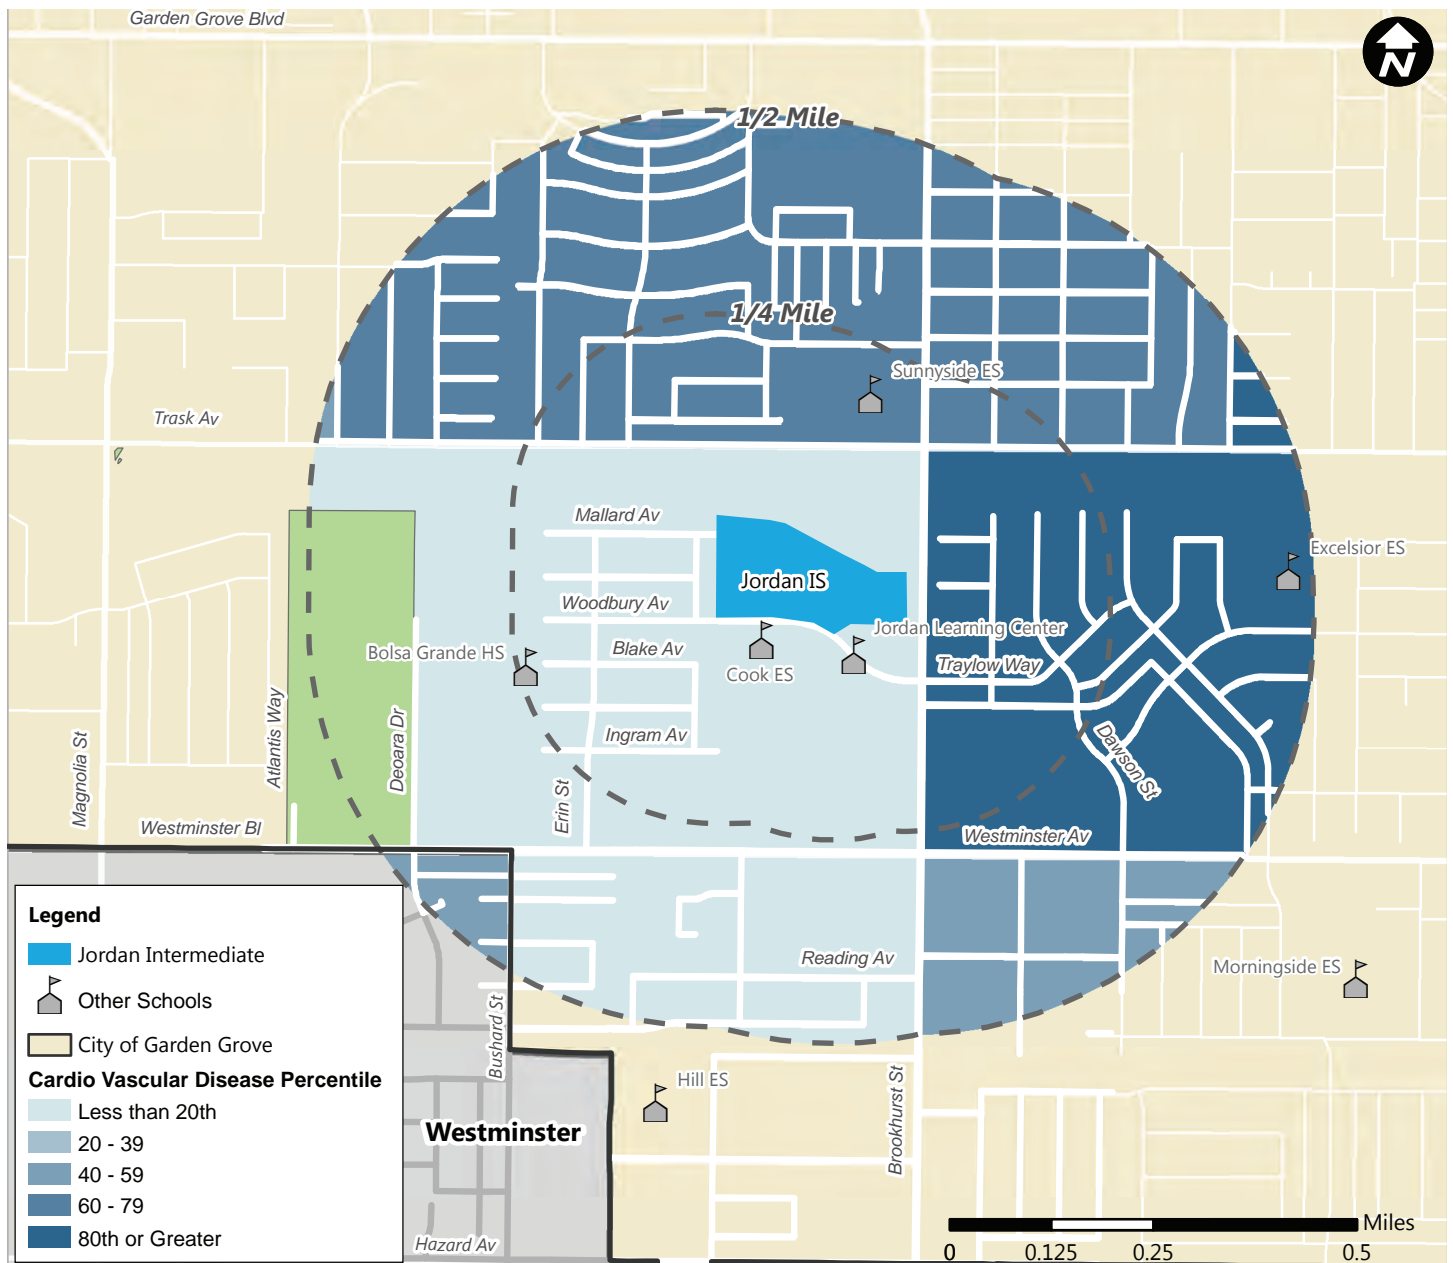 Garden Grove Blvd
N
1/2 Mile
1/4 Mile
Sunnyside ES
Trask Av
Mallard Av
Excelsior ES
Jordan IS
Woodbury Av
Jordan Learning Center
Blake Av
Bolsa Grande HS
Cook ES
Traylow Way
Atlantis Way
Deoara Dr
Ingram Av
Magnolia St
Dawson St
Erin St
Westminster Bl
Westminster Av
Legend
Jordan Intermediate
Other Schools
City of Garden Grove
Cardio Vascular Disease Percentile
Less than 20th
20 - 39
40 - 59
60 - 79
80th or Greater
Reading Av
Morningside ES
Bushard St
Hill ES
Brookhurst St
Westminster
Hazard Av
Miles
0 0.125 0.25 0.5